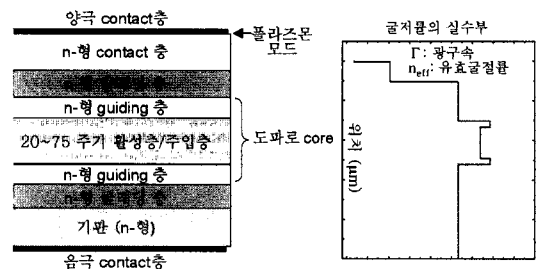 양극 contact층
n-형 contact 층
n-형 guiding 층
20~75 주기 활성층/주입층
n-형 guiding 층
기판 (n-형)
음극 contact층
플라즈몬
모드
도파로 core
굴저률의 실수부
Γ: 광구속
n_eff: 유효굴절률
위치 (μm)